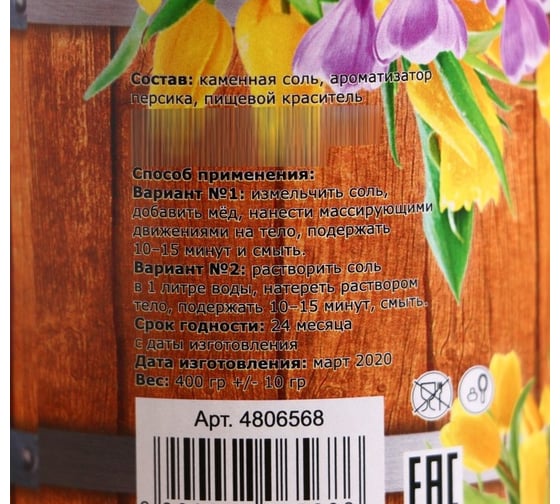 Состав: каменная соль, ароматизатор
персика, пищевой краситель
Способ применения:
Вариант №1: измельчить соль,
добавить мёд, нанести массирующими
движениями на тело, подержать
10–15 минут и смыть.
Вариант №2: растворить соль
в 1 литре воды, натереть раствором
тело, подержать 10–15 минут, смыть.
Срок годности: 24 месяца
с даты изготовления
Дата изготовления: март 2020
Вес: 400 гр +/- 10 гр
Арт. 4806568
ЕАС